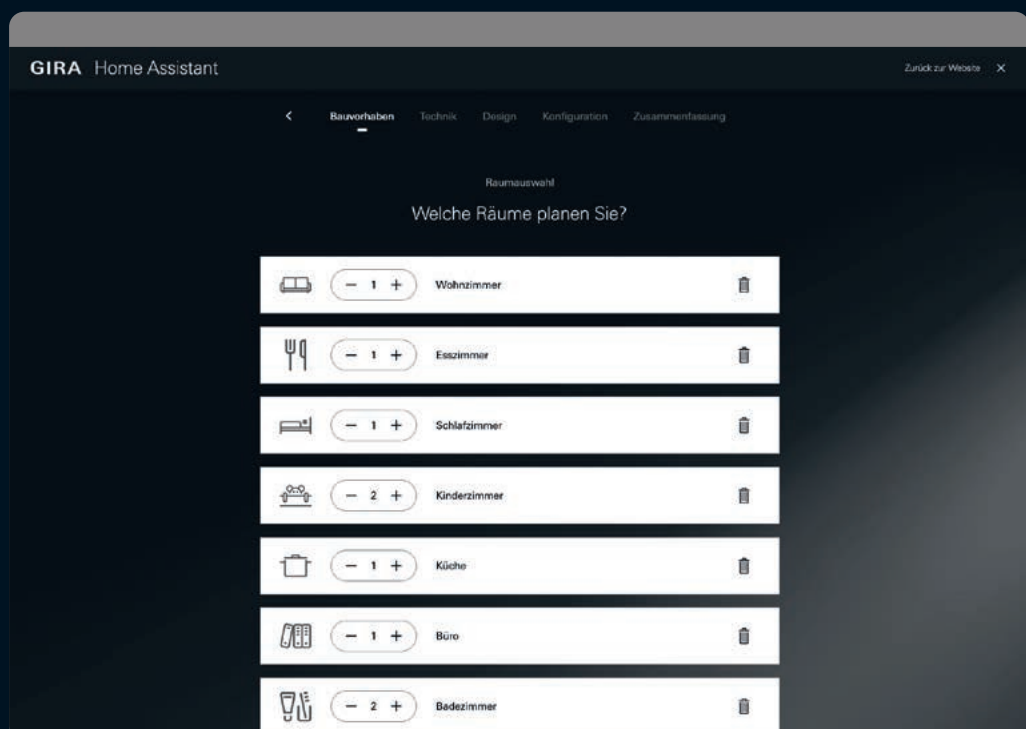 GIRA Home Assistant
Zurück zur Website ×
Bauvorhaben Technik Design Konfiguration Zusammenfassung
Raumauswahl
Welche Räume planen Sie?
− 1 + Wohnzimmer
− 1 + Esszimmer
− 1 + Schlafzimmer
− 2 + Kinderzimmer
− 1 + Küche
− 1 + Büro
− 2 + Badezimmer